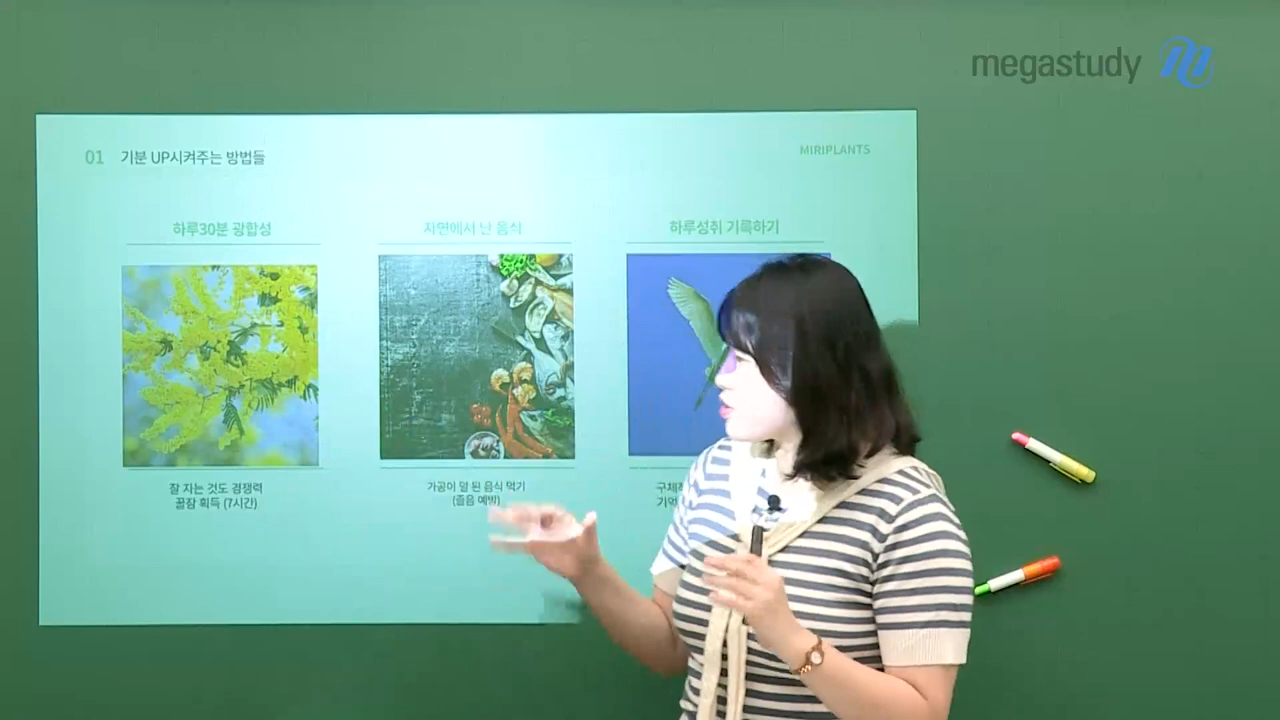 megastudy
01 기분 UP시켜주는 방법들
MIRIPLANTS
하루30분 광합성
자연에서 난 음식
하루성취 기록하기
잘 자는 것도 경쟁력
꿀잠 획득 (7시간)
가공이 덜 된 음식 먹기
(졸음 예방)
기억